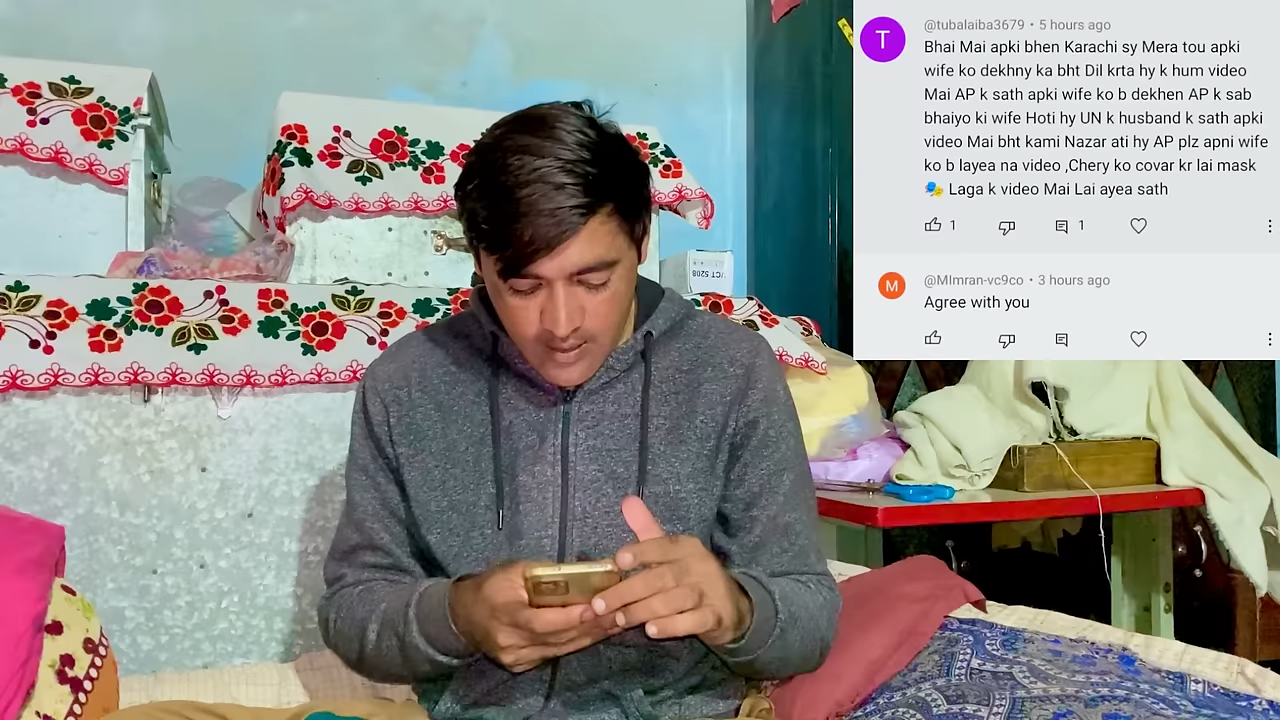 @tubalaiba3679 • 5 hours ago
Bhai Mai apki bhen Karachi sy Mera tou apki
wife ko dekhny ka bht Dil krta hy k hum video
Mai AP k sath apki wife ko b dekhen AP k sab
bhaiyo ki wife Hoti hy UN k husband k sath apki
video Mai bht kami Nazar ati hy AP plz apni wife
ko b layea na video,Chery ko covar kr lai mask
🎭 Laga k video Mai Lai ayea sath
1 1
@MImran-vc9co • 3 hours ago
Agree with you
T
M
CT 5208